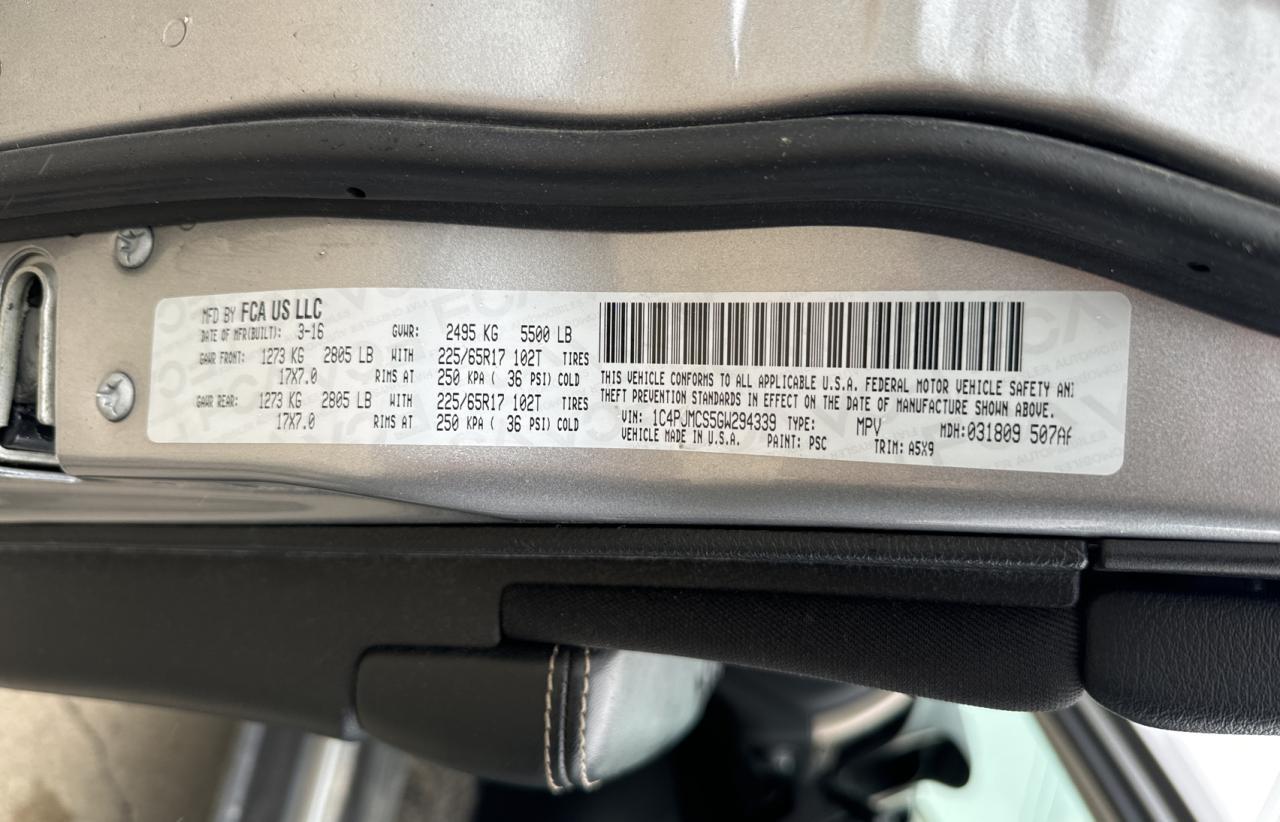 MFD BY FCA US LLC
DATE OF MFR(BUILT): 3-16 GVWR: 2495 KG 5500 LB
GAWR FRONT: 1273 KG 2805 LB WITH 225/65R17 102T TIRES
17X7.0 RIMS AT 250 KPA ( 36 PSI) COLD
GAWR REAR: 1273 KG 2805 LB WITH 225/65R17 102T TIRES
17X7.0 RIMS AT 250 KPA ( 36 PSI) COLD
THIS VEHICLE CONFORMS TO ALL APPLICABLE U.S.A. FEDERAL MOTOR VEHICLE SAFETY AN
THEFT PREVENTION STANDARDS IN EFFECT ON THE DATE OF MANUFACTURE SHOWN ABOVE.
VIN: 1C4PJMCS5GW294339 TYPE: MPV MDH:031809 507A
VEHICLE MADE IN U.S.A. PAINT: PSC TRIM: A5X9